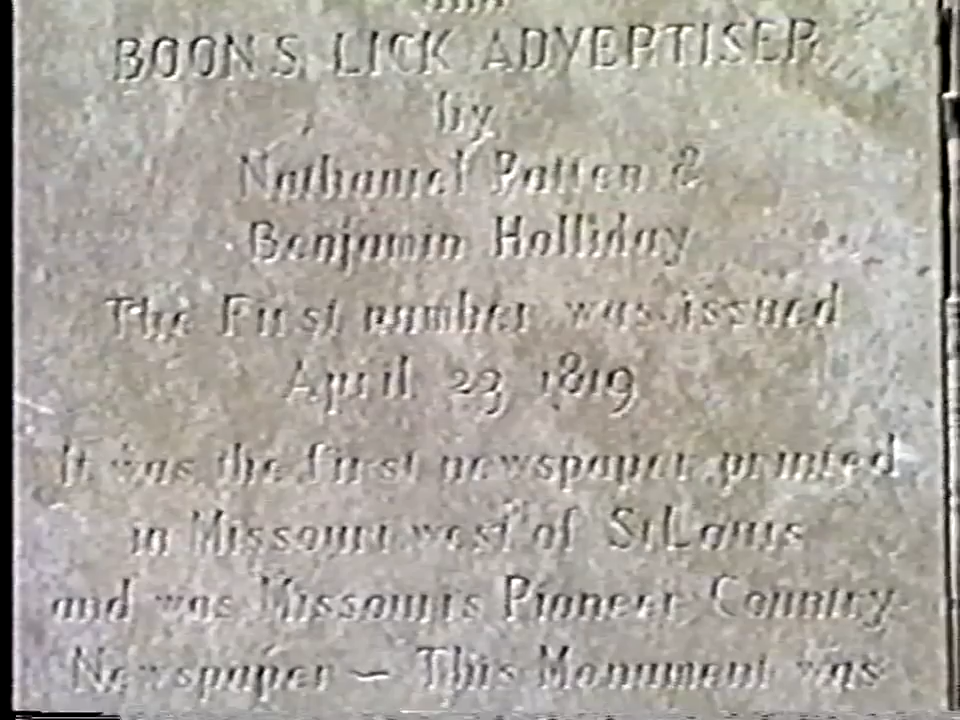 BOON'S LICK ADVERTISER
by
Nathaniel Patten &
Benjamin Holliday
The First number was issued
April 23 1819
It was the first newspaper printed
in Missouri west of St Louis
and was Missouris Pioneer Country
Newspaper — This Monument was